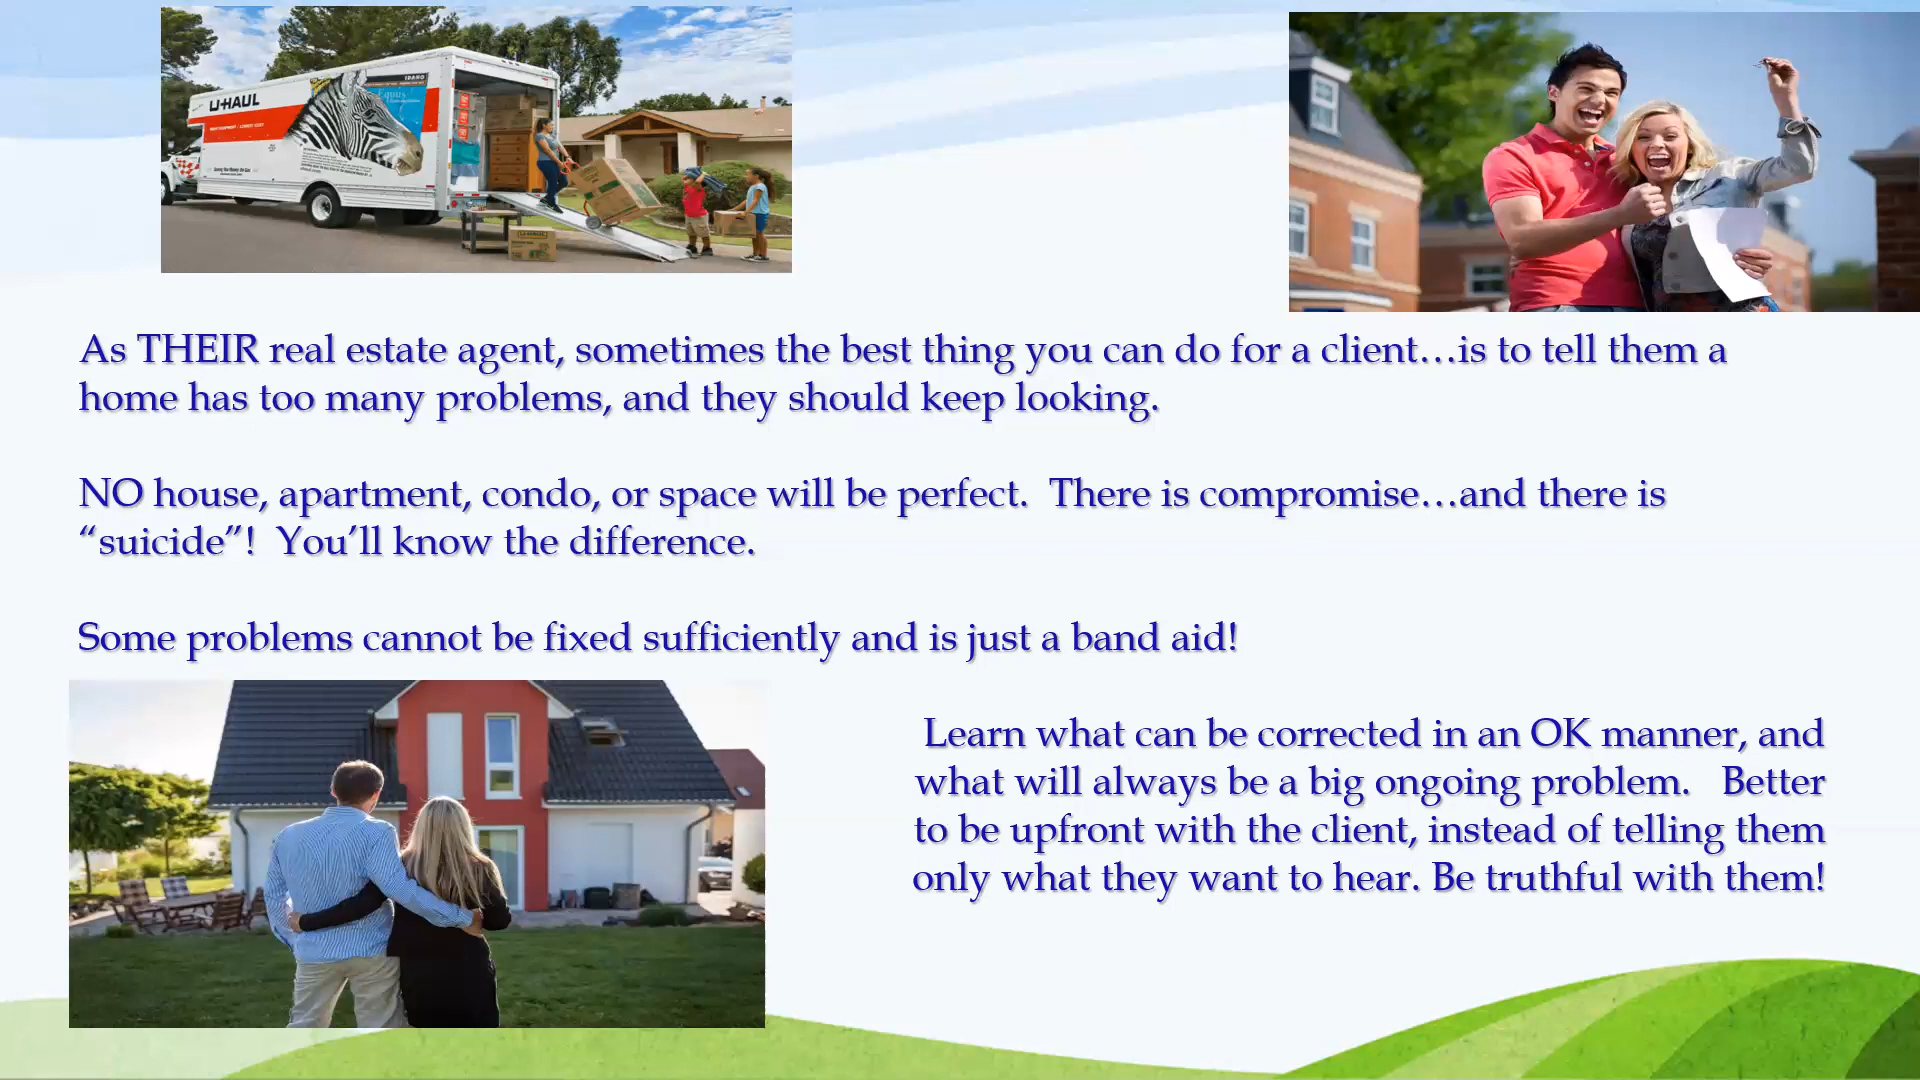 U-HAUL
IDAHO
Equus
As THEIR real estate agent, sometimes the best thing you can do for a client…is to tell them a
home has too many problems, and they should keep looking.
NO house, apartment, condo, or space will be perfect.  There is compromise…and there is
“suicide”!  You’ll know the difference.
Some problems cannot be fixed sufficiently and is just a band aid!
Learn what can be corrected in an OK manner, and
what will always be a big ongoing problem.   Better
to be upfront with the client, instead of telling them
only what they want to hear. Be truthful with them!